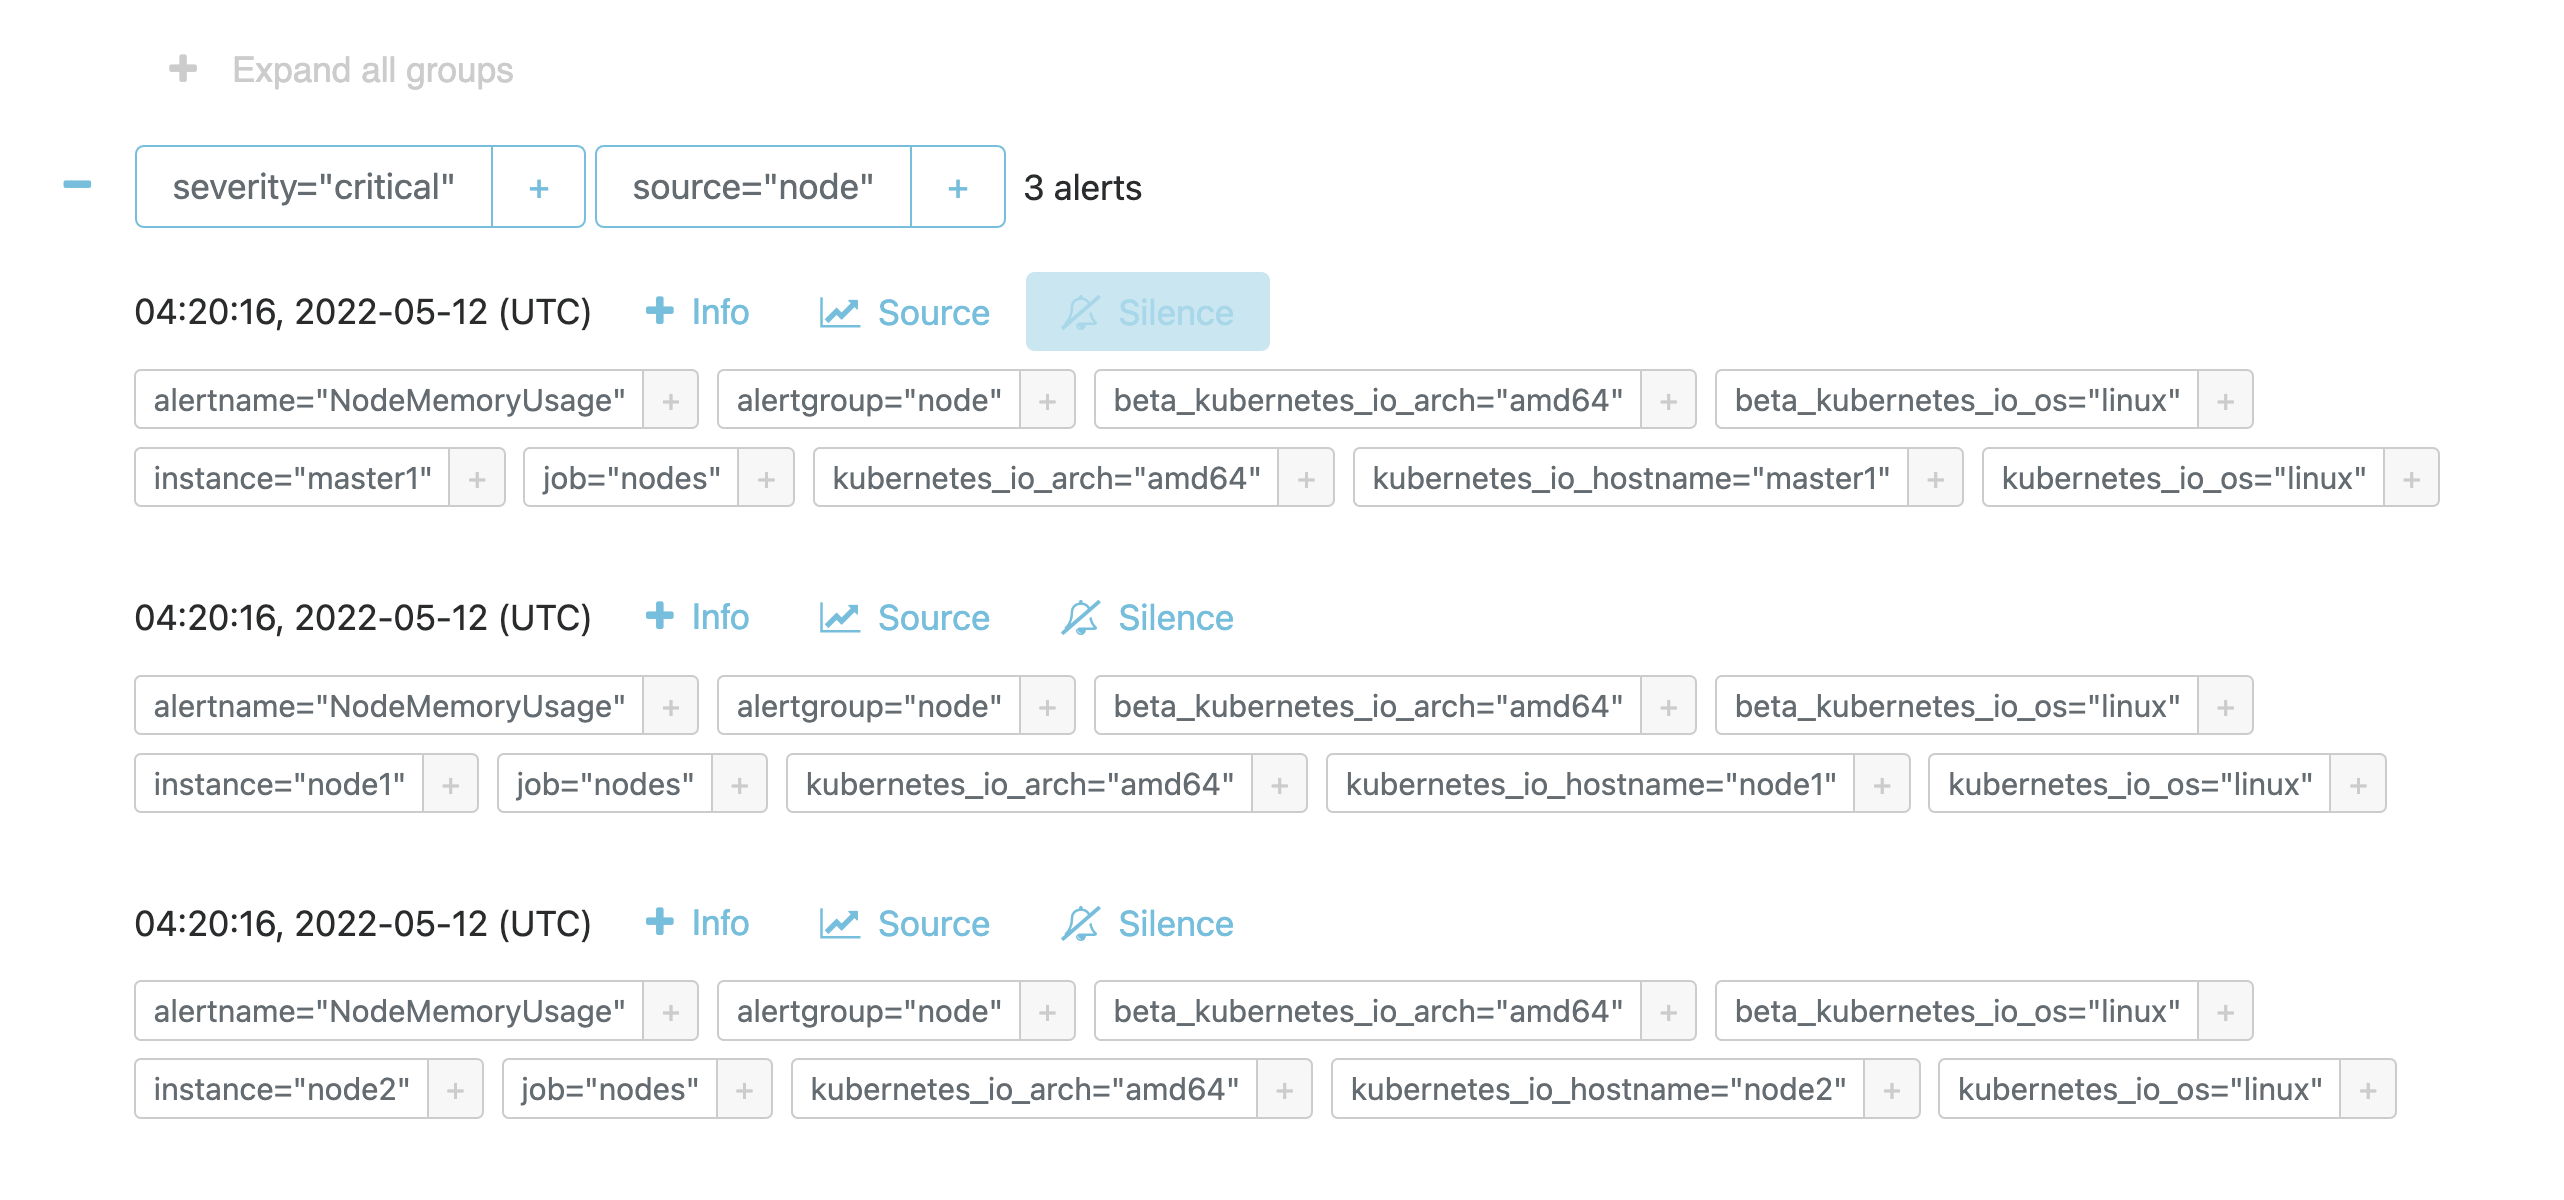 + Expand all groups
− severity="critical" + source="node" + 3 alerts
04:20:16, 2022-05-12 (UTC) + Info Source Silence
alertname="NodeMemoryUsage" + alertgroup="node" + beta_kubernetes_io_arch="amd64" + beta_kubernetes_io_os="linux" +
instance="master1" + job="nodes" + kubernetes_io_arch="amd64" + kubernetes_io_hostname="master1" + kubernetes_io_os="linux" +
04:20:16, 2022-05-12 (UTC) + Info Source Silence
alertname="NodeMemoryUsage" + alertgroup="node" + beta_kubernetes_io_arch="amd64" + beta_kubernetes_io_os="linux" +
instance="node1" + job="nodes" + kubernetes_io_arch="amd64" + kubernetes_io_hostname="node1" + kubernetes_io_os="linux" +
04:20:16, 2022-05-12 (UTC) + Info Source Silence
alertname="NodeMemoryUsage" + alertgroup="node" + beta_kubernetes_io_arch="amd64" + beta_kubernetes_io_os="linux" +
instance="node2" + job="nodes" + kubernetes_io_arch="amd64" + kubernetes_io_hostname="node2" + kubernetes_io_os="linux" +